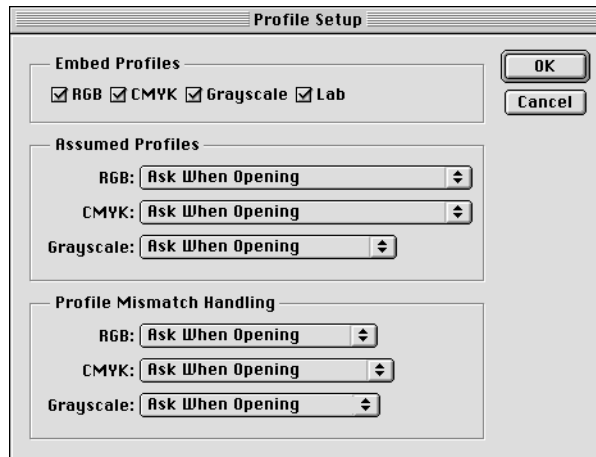 Profile Setup
Embed Profiles
RGB CMYK Grayscale Lab
OK
Cancel
Assumed Profiles
RGB: Ask When Opening
CMYK: Ask When Opening
Grayscale: Ask When Opening
Profile Mismatch Handling
RGB: Ask When Opening
CMYK: Ask When Opening
Grayscale: Ask When Opening